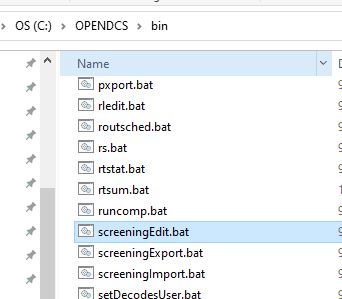 OS (C:) > OPENDCS > bin
Name
pxport.bat
rledit.bat
routsched.bat
rs.bat
rtstat.bat
rtsum.bat
runcomp.bat
screeningEdit.bat
screeningExport.bat
screeningImport.bat
setDecodesUser.bat